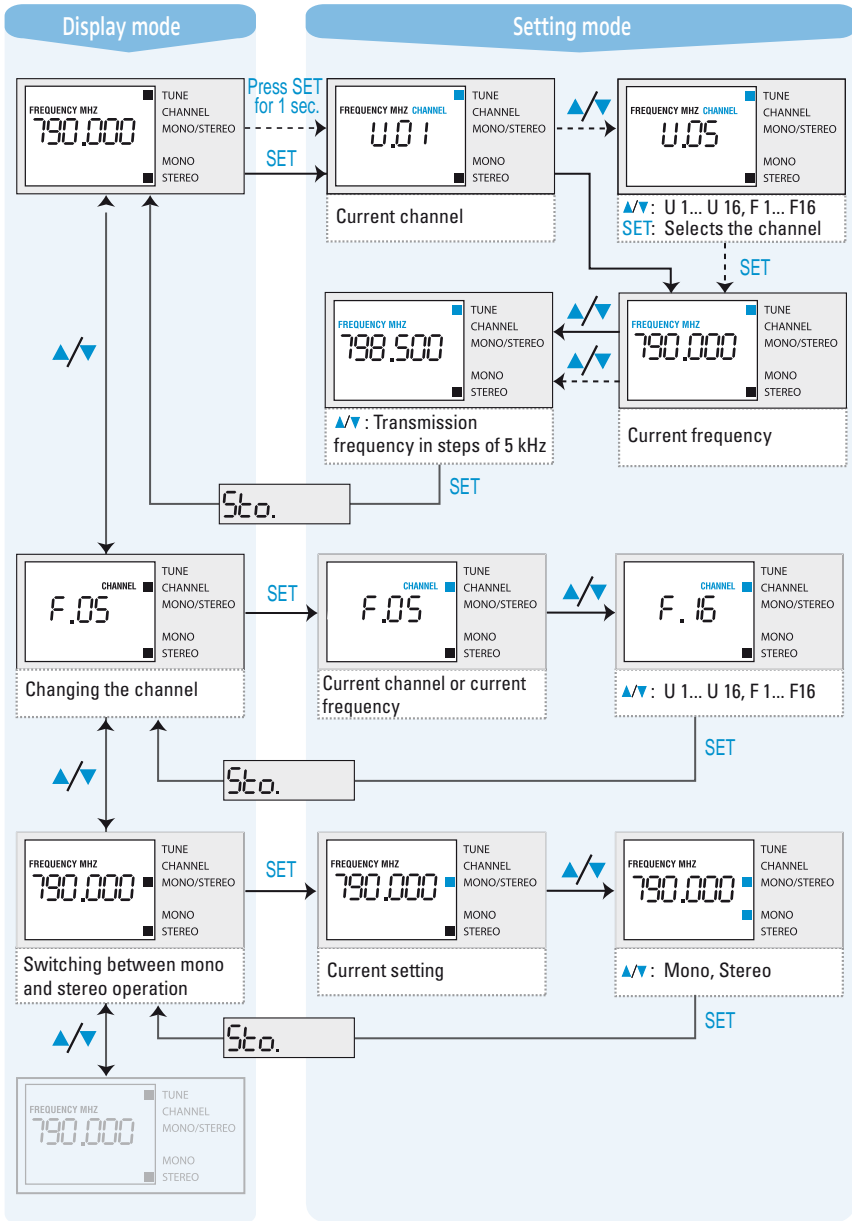 Display mode
Setting mode
FREQUENCY MHZ
790.000
TUNE
CHANNEL
MONO/STEREO
MONO
STEREO
Press SET
for 1 sec.
SET
FREQUENCY MHZ CHANNEL
U.01
TUNE
CHANNEL
MONO/STEREO
MONO
STEREO
Current channel
▲/▼
FREQUENCY MHZ CHANNEL
U.05
TUNE
CHANNEL
MONO/STEREO
MONO
STEREO
▲/▼: U 1... U 16, F 1... F16
SET: Selects the channel
SET
▲/▼
FREQUENCY MHZ
798.500
TUNE
CHANNEL
MONO/STEREO
MONO
STEREO
▲/▼ : Transmission
frequency in steps of 5 kHz
▲/▼
▲/▼
FREQUENCY MHZ
790.000
TUNE
CHANNEL
MONO/STEREO
MONO
STEREO
Current frequency
SET
Sto.
CHANNEL
F.05
TUNE
CHANNEL
MONO/STEREO
MONO
STEREO
Changing the channel
SET
CHANNEL
F.05
TUNE
CHANNEL
MONO/STEREO
MONO
STEREO
Current channel or current
frequency
▲/▼
CHANNEL
F. 16
TUNE
CHANNEL
MONO/STEREO
MONO
STEREO
▲/▼: U 1... U 16, F 1... F16
SET
▲/▼
Sto.
FREQUENCY MHZ
790.000
TUNE
CHANNEL
MONO/STEREO
MONO
STEREO
Switching between mono
and stereo operation
SET
FREQUENCY MHZ
790.000
TUNE
CHANNEL
MONO/STEREO
MONO
STEREO
Current setting
▲/▼
FREQUENCY MHZ
790.000
TUNE
CHANNEL
MONO/STEREO
MONO
STEREO
▲/▼: Mono, Stereo
SET
▲/▼
Sto.
FREQUENCY MHZ
790.000
TUNE
CHANNEL
MONO/STEREO
MONO
STEREO